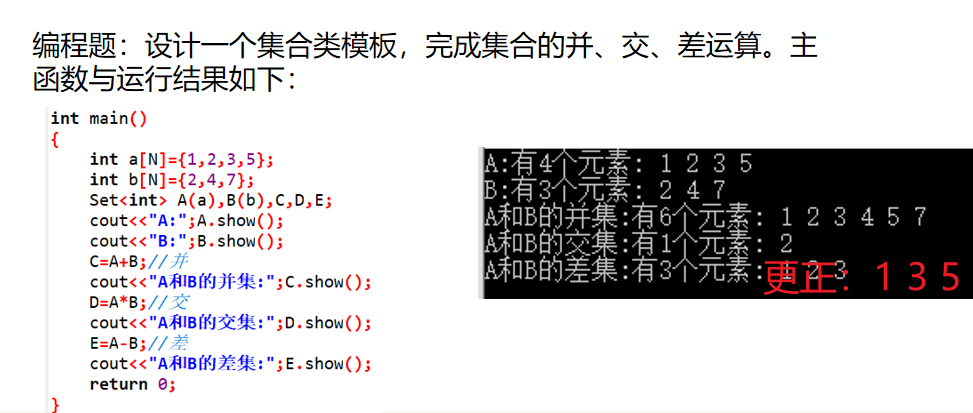 编程题：设计一个集合类模板，完成集合的并、交、差运算。主
函数与运行结果如下：
int main()
{
    int a[N]={1,2,3,5};
    int b[N]={2,4,7};
    Set<int> A(a),B(b),C,D,E;
    cout<<"A:";A.show();
    cout<<"B:";B.show();
    C=A+B;//并
    cout<<"A和B的并集:";C.show();
    D=A*B;//交
    cout<<"A和B的交集:";D.show();
    E=A-B;//差
    cout<<"A和B的差集:";E.show();
    return 0;
}
A:有4个元素: 1 2 3 5
B:有3个元素: 2 4 7
A和B的并集:有6个元素: 1 2 3 4 5 7
A和B的交集:有1个元素: 2
A和B的差集:有3个元素: 1 2 3
更正：1 3 5